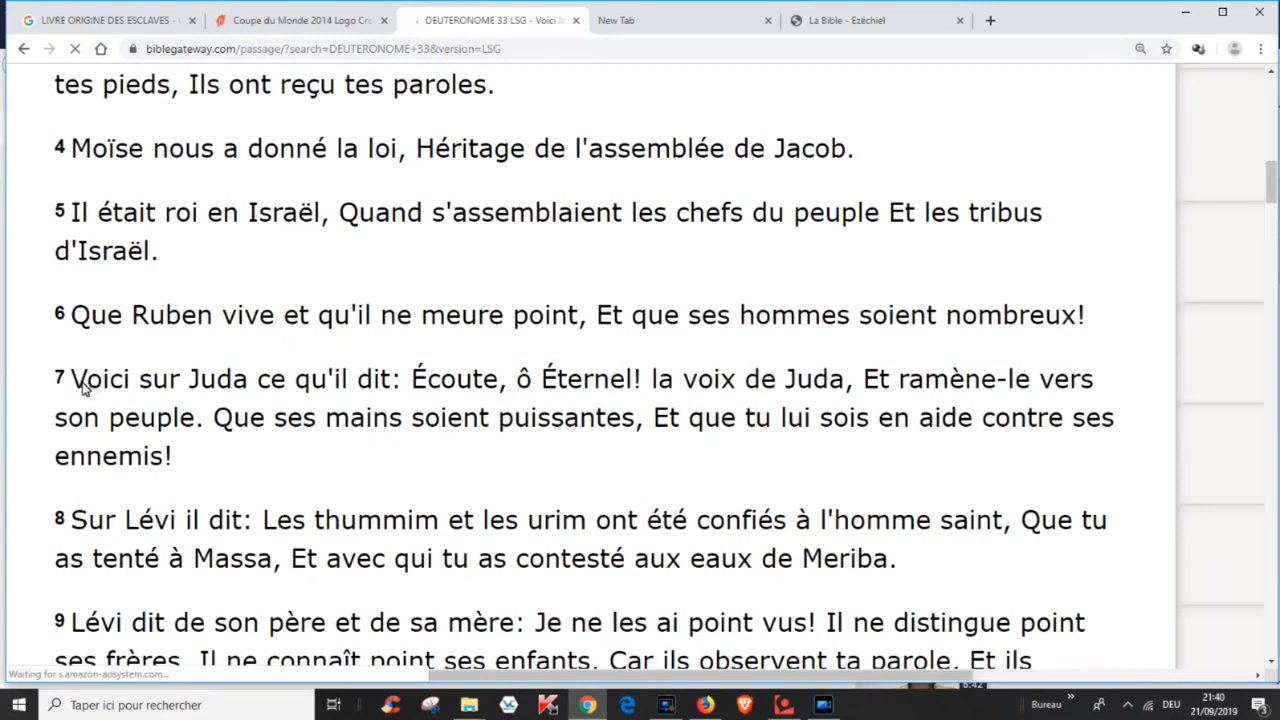 LIVRE ORIGINE DES ESCLAVES -
Coupe du Monde 2014 Logo Cre
DEUTERONOME 33 LSG - Voici la
New Tab
La Bible - Ezéchiel
biblegateway.com/passage/?search=DEUTERONOME+33&version=LSG
tes pieds, Ils ont reçu tes paroles.
4 Moïse nous a donné la loi, Héritage de l'assemblée de Jacob.
5 Il était roi en Israël, Quand s'assemblaient les chefs du peuple Et les tribus
d'Israël.
6 Que Ruben vive et qu'il ne meure point, Et que ses hommes soient nombreux!
7 Voici sur Juda ce qu'il dit: Écoute, ô Éternel! la voix de Juda, Et ramène-le vers
son peuple. Que ses mains soient puissantes, Et que tu lui sois en aide contre ses
ennemis!
8 Sur Lévi il dit: Les thummim et les urim ont été confiés à l'homme saint, Que tu
as tenté à Massa, Et avec qui tu as contesté aux eaux de Meriba.
9 Lévi dit de son père et de sa mère: Je ne les ai point vus! Il ne distingue point
ses frères, Il ne connaît point ses enfants. Car ils observent ta parole, Et ils
Waiting for s.amazon-adsystem.com...
Taper ici pour rechercher
Bureau
DEU
21:40
21/09/2019